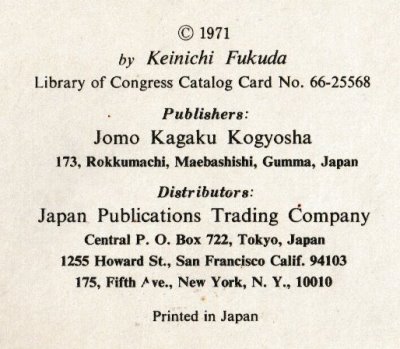 © 1971
by Keinichi Fukuda
Library of Congress Catalog Card No. 66-25568
Publishers:
Jomo Kagaku Kogyosha
173, Rokkumachi, Maebashishi, Gumma, Japan
Distributors:
Japan Publications Trading Company
Central P. O. Box 722, Tokyo, Japan
1255 Howard St., San Francisco Calif. 94103
175, Fifth Ave., New York, N. Y., 10010
Printed in Japan